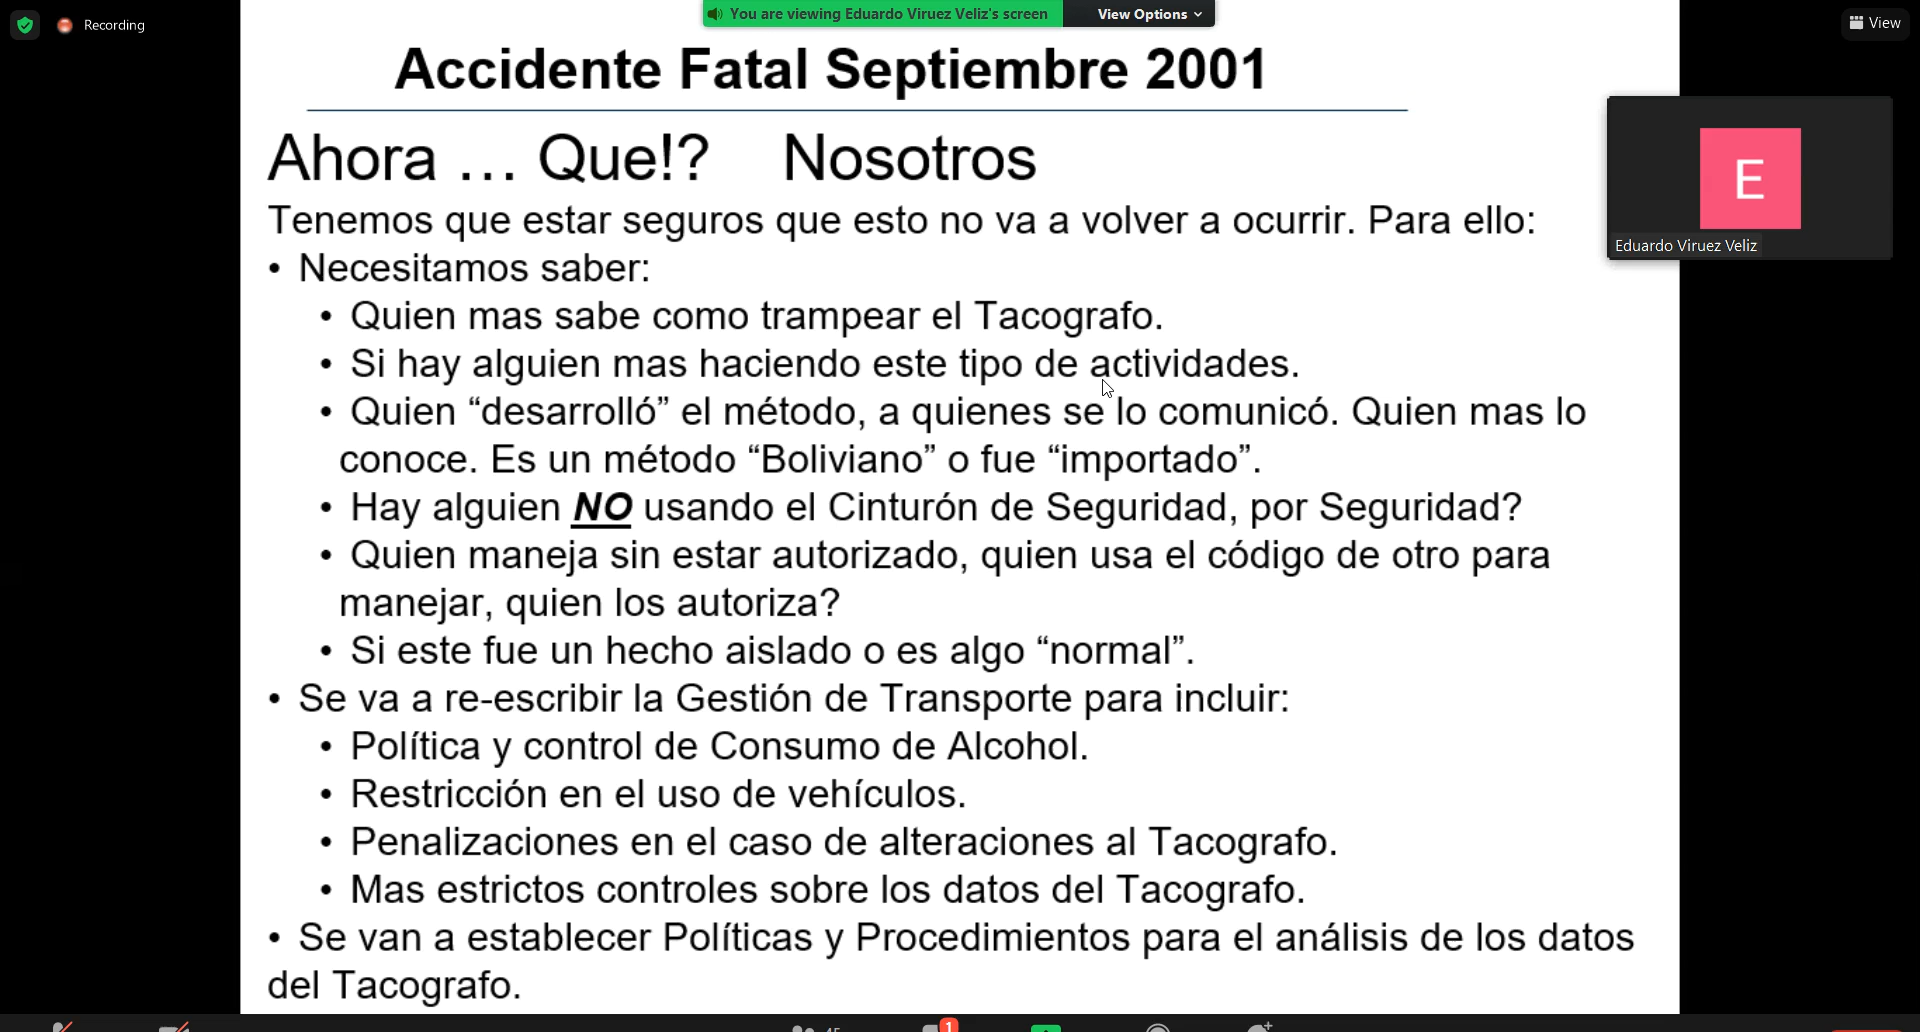 Recording
You are viewing Eduardo Viruez Veliz's screen
View Options
View
Accidente Fatal Septiembre 2001
Ahora … Que!? Nosotros
Tenemos que estar seguros que esto no va a volver a ocurrir. Para ello:
• Necesitamos saber:
• Quien mas sabe como trampear el Tacografo.
• Si hay alguien mas haciendo este tipo de actividades.
• Quien “desarrolló” el método, a quienes se lo comunicó. Quien mas lo
conoce. Es un método “Boliviano” o fue “importado”.
• Hay alguien NO usando el Cinturón de Seguridad, por Seguridad?
• Quien maneja sin estar autorizado, quien usa el código de otro para
manejar, quien los autoriza?
• Si este fue un hecho aislado o es algo “normal”.
• Se va a re-escribir la Gestión de Transporte para incluir:
• Política y control de Consumo de Alcohol.
• Restricción en el uso de vehículos.
• Penalizaciones en el caso de alteraciones al Tacografo.
• Mas estrictos controles sobre los datos del Tacografo.
• Se van a establecer Políticas y Procedimientos para el análisis de los datos
del Tacografo.
E
Eduardo Viruez Veliz
1